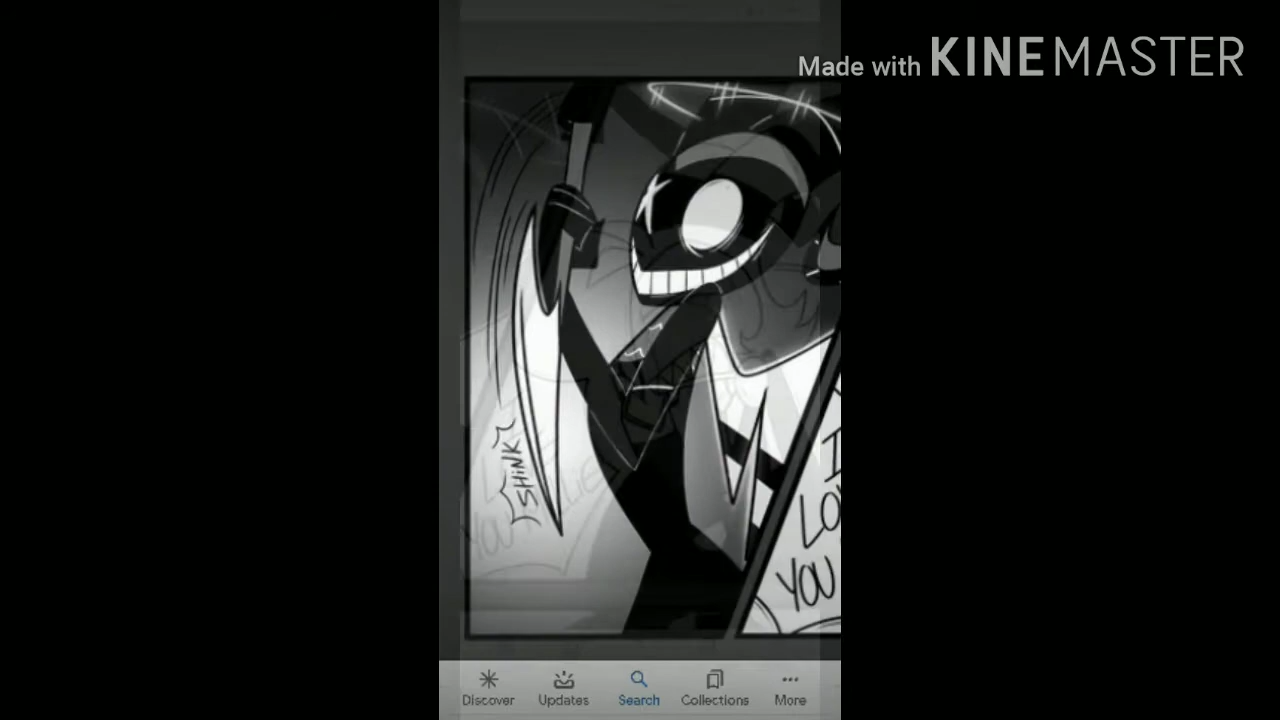 Made with KINEMASTER
SHINK
I
LO
YOU
Discover Updates Search Collections More